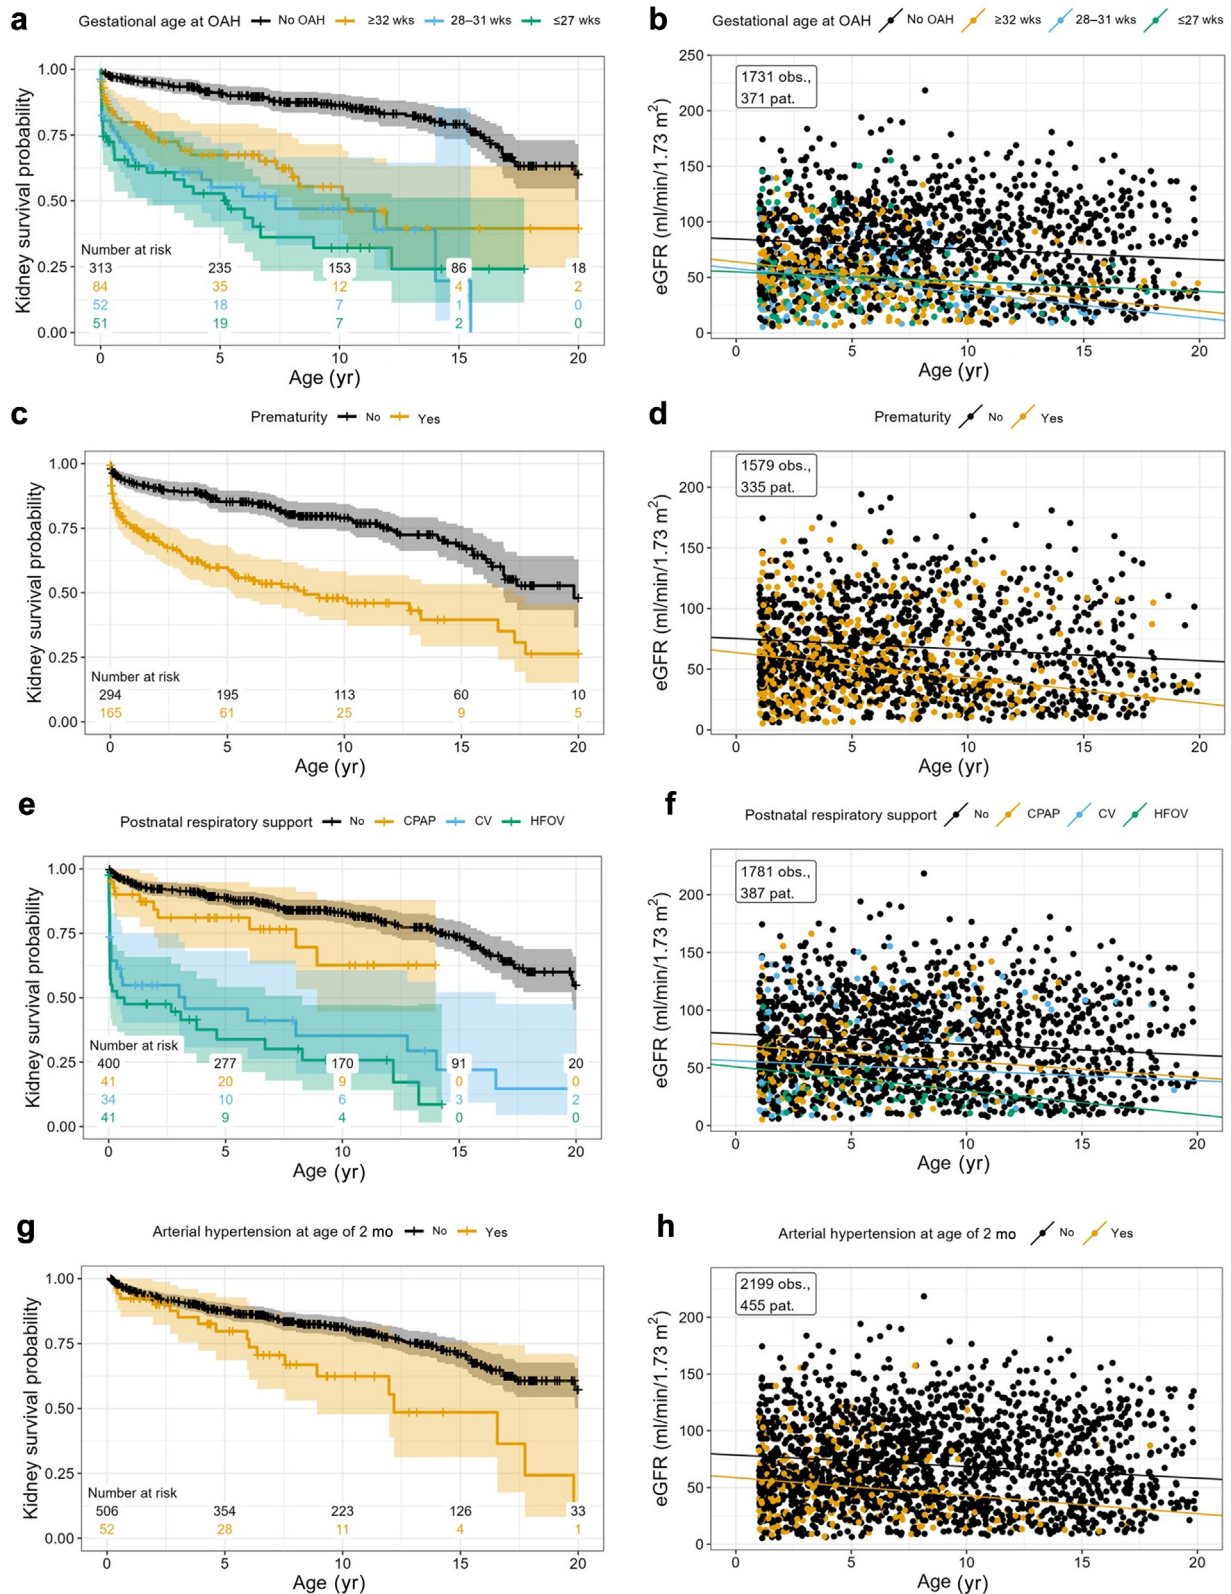 a
Gestational age at OAH No OAH ≥32 wks 28–31 wks ≤27 wks
Kidney survival probability
1.00
0.75
0.50
0.25
0.00
Number at risk
313 235 153 86 18
84 35 12 4 2
52 18 7 1 0
51 19 7 2 0
0 5 10 15 20
Age (yr)
b
Gestational age at OAH No OAH ≥32 wks 28–31 wks ≤27 wks
eGFR (ml/min/1.73 m²)
250
200
150
100
50
0
1731 obs.,
371 pat.
0 5 10 15 20
Age (yr)
c
Prematurity No Yes
Kidney survival probability
1.00
0.75
0.50
0.25
0.00
Number at risk
294 195 113 60 10
165 61 25 9 5
0 5 10 15 20
Age (yr)
d
Prematurity No Yes
eGFR (ml/min/1.73 m²)
200
150
100
50
0
1579 obs.,
335 pat.
0 5 10 15 20
Age (yr)
e
Postnatal respiratory support No CPAP CV HFOV
Kidney survival probability
1.00
0.75
0.50
0.25
0.00
Number at risk
400 277 170 91 20
41 20 9 0 0
34 10 6 3 2
41 9 4 0 0
0 5 10 15 20
Age (yr)
f
Postnatal respiratory support No CPAP CV HFOV
eGFR (ml/min/1.73 m²)
200
150
100
50
0
1781 obs.,
387 pat.
0 5 10 15 20
Age (yr)
g
Arterial hypertension at age of 2 mo No Yes
Kidney survival probability
1.00
0.75
0.50
0.25
0.00
Number at risk
506 354 223 126 33
52 28 11 4 1
0 5 10 15 20
Age (yr)
h
Arterial hypertension at age of 2 mo No Yes
eGFR (ml/min/1.73 m²)
200
150
100
50
0
2199 obs.,
455 pat.
0 5 10 15 20
Age (yr)